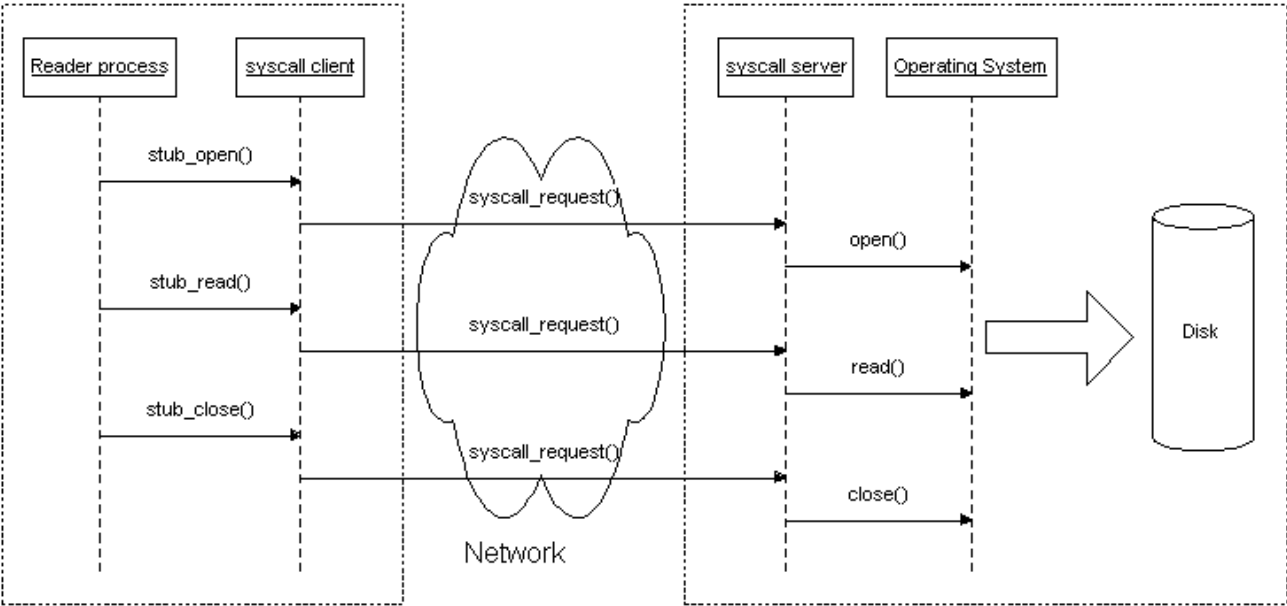 Reader process
syscall client
syscall server
Operating System
stub_open()
syscall_request()
open()
stub_read()
syscall_request()
read()
Disk
stub_close()
syscall_request()
close()
Network